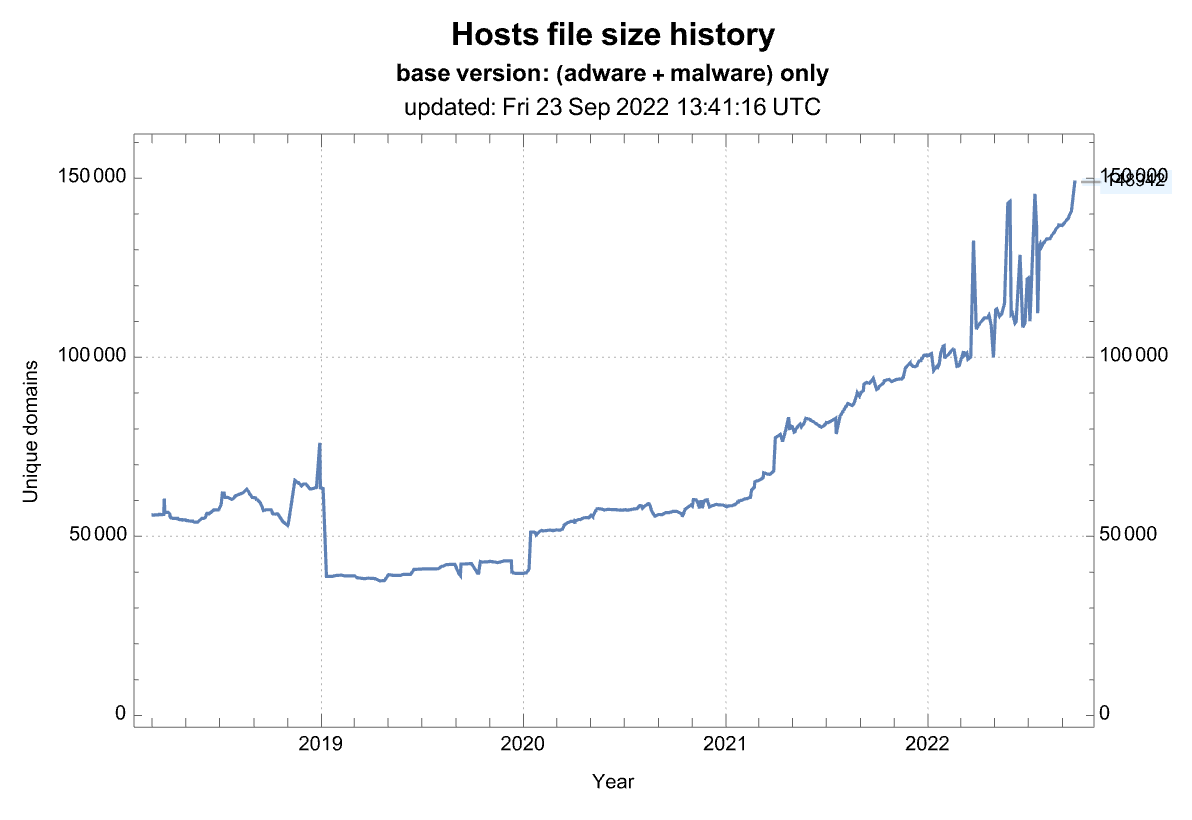 Hosts file size history
base version: (adware + malware) only
updated: Fri 23 Sep 2022 13:41:16 UTC
150 000
150 000
148942
100 000
100 000
Unique domains
50 000
50 000
0
0
2019
2020
2021
2022
Year